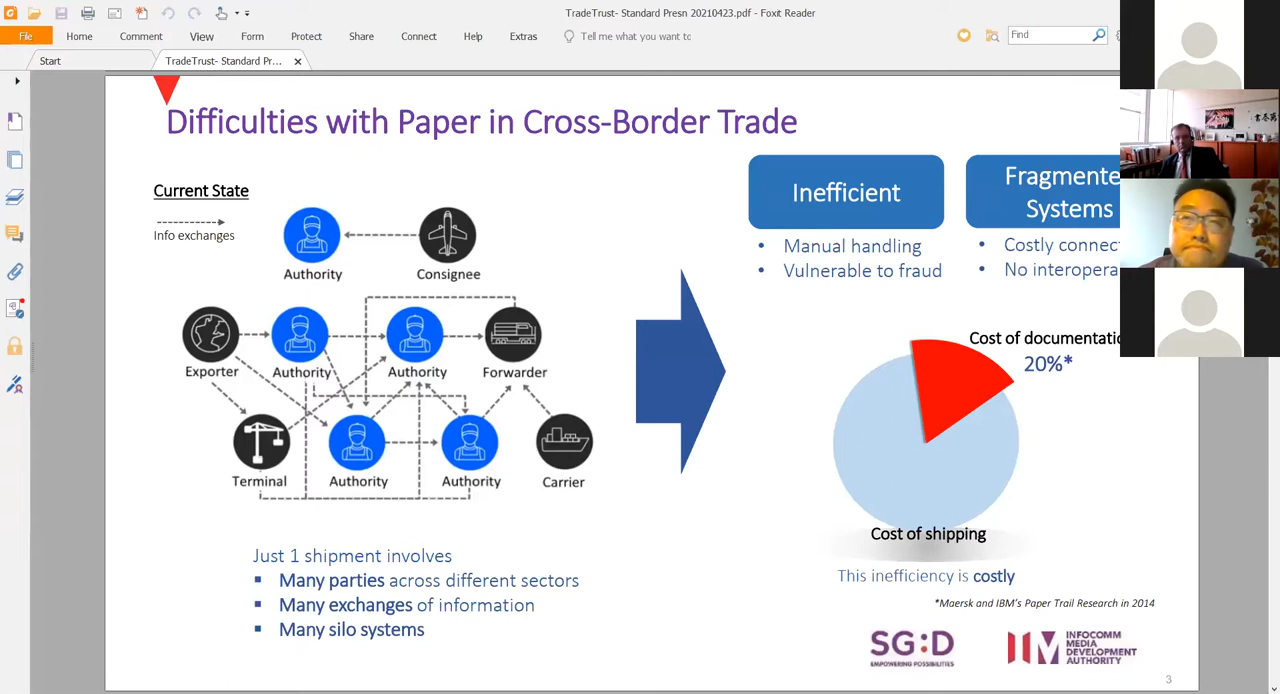 TradeTrust- Standard Presn 20210423.pdf - Foxit Reader
File Home Comment View Form Protect Share Connect Help Extras Tell me what you want to Find
Start TradeTrust- Standard Pr...
Difficulties with Paper in Cross-Border Trade
Current State
Info exchanges
Authority Consignee
Exporter Authority Authority Forwarder
Terminal Authority Authority Carrier
Just 1 shipment involves
▪ Many parties across different sectors
▪ Many exchanges of information
▪ Many silo systems
Inefficient
• Manual handling
• Vulnerable to fraud
Fragmente
Systems
• Costly connect
• No interopera
Cost of documentatio
20%*
Cost of shipping
This inefficiency is costly
*Maersk and IBM's Paper Trail Research in 2014
SG:D
EMPOWERING POSSIBILITIES
IM
INFOCOMM
MEDIA
DEVELOPMENT
AUTHORITY
3